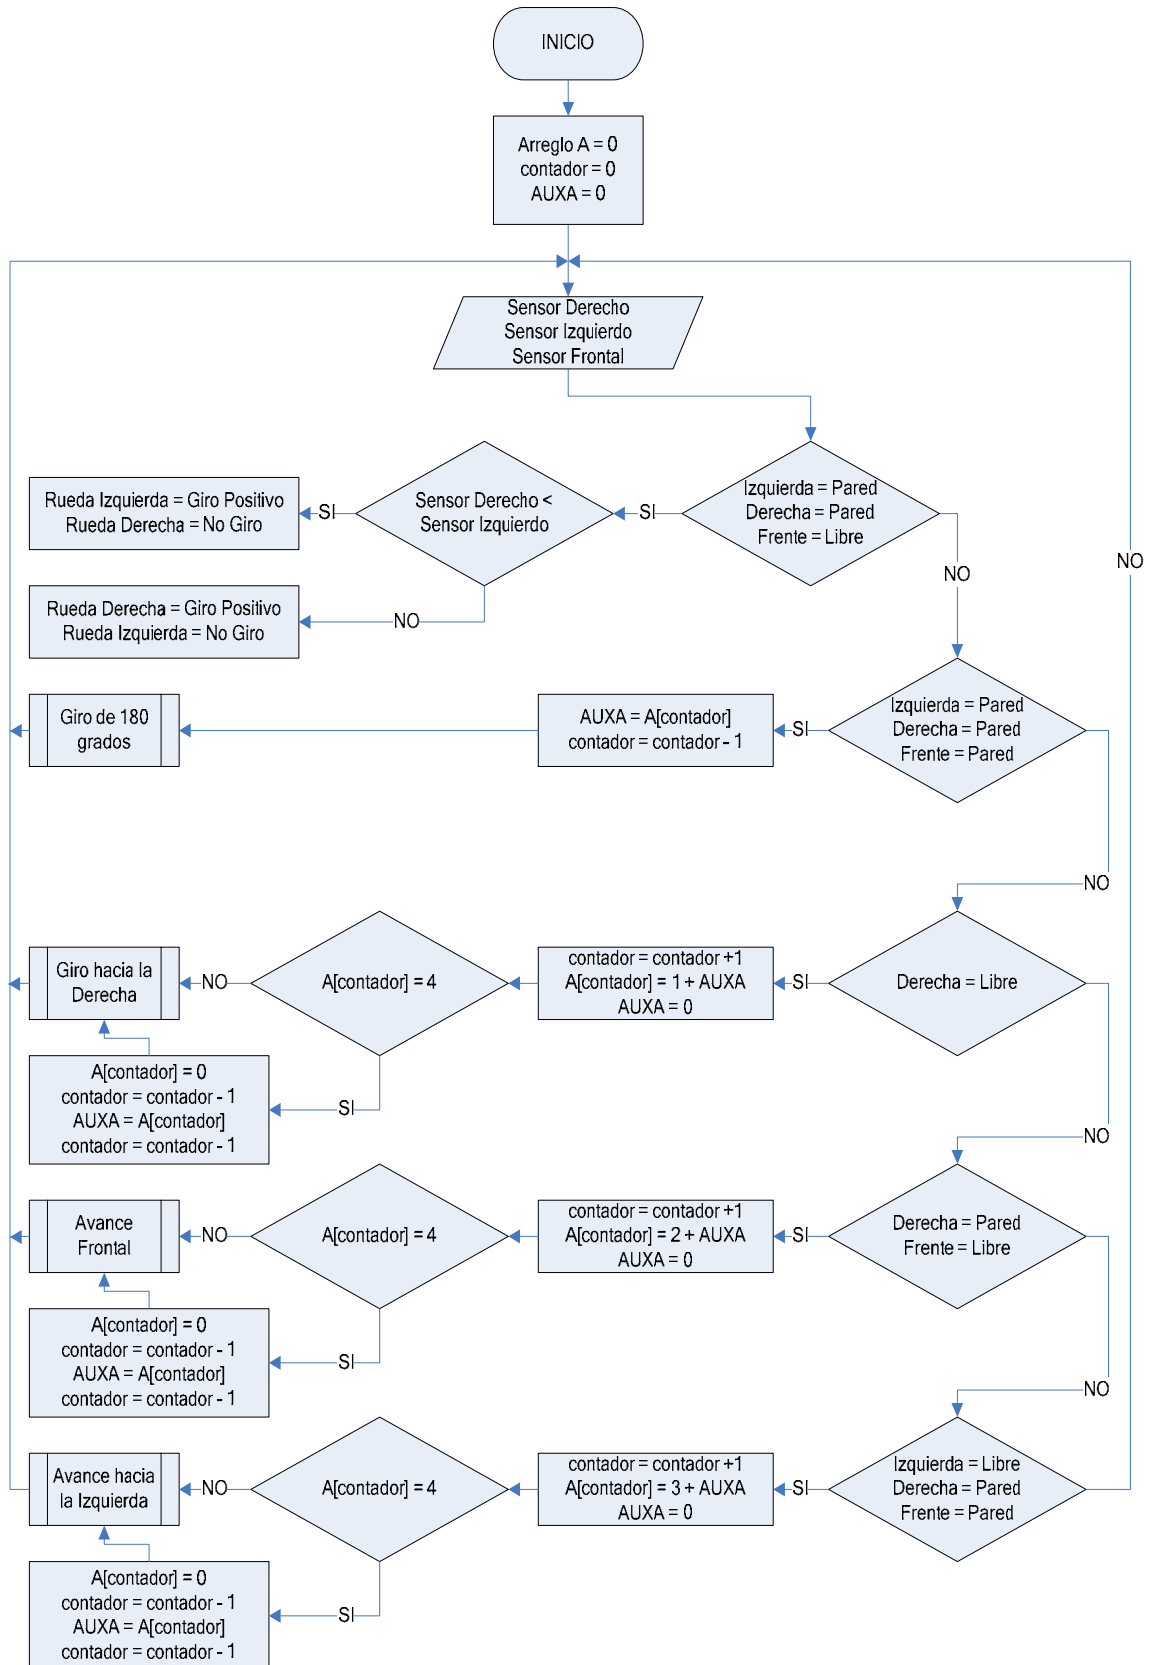 INICIO
Arreglo A = 0
contador = 0
AUXA = 0
Sensor Derecho
Sensor Izquierdo
Sensor Frontal
Izquierda = Pared
Derecha = Pared
Frente = Libre
SI
Sensor Derecho <
Sensor Izquierdo
SI
Rueda Izquierda = Giro Positivo
Rueda Derecha = No Giro
NO
NO
NO
Rueda Derecha = Giro Positivo
Rueda Izquierda = No Giro
Izquierda = Pared
Derecha = Pared
Frente = Pared
SI
AUXA = A[contador]
contador = contador - 1
Giro de 180
grados
NO
Derecha = Libre
SI
contador = contador +1
A[contador] = 1 + AUXA
AUXA = 0
A[contador] = 4
NO
Giro hacia la
Derecha
SI
A[contador] = 0
contador = contador - 1
AUXA = A[contador]
contador = contador - 1
NO
Derecha = Pared
Frente = Libre
SI
contador = contador +1
A[contador] = 2 + AUXA
AUXA = 0
A[contador] = 4
NO
Avance
Frontal
SI
A[contador] = 0
contador = contador - 1
AUXA = A[contador]
contador = contador - 1
NO
Izquierda = Libre
Derecha = Pared
Frente = Pared
SI
contador = contador +1
A[contador] = 3 + AUXA
AUXA = 0
A[contador] = 4
NO
Avance hacia
la Izquierda
SI
A[contador] = 0
contador = contador - 1
AUXA = A[contador]
contador = contador - 1